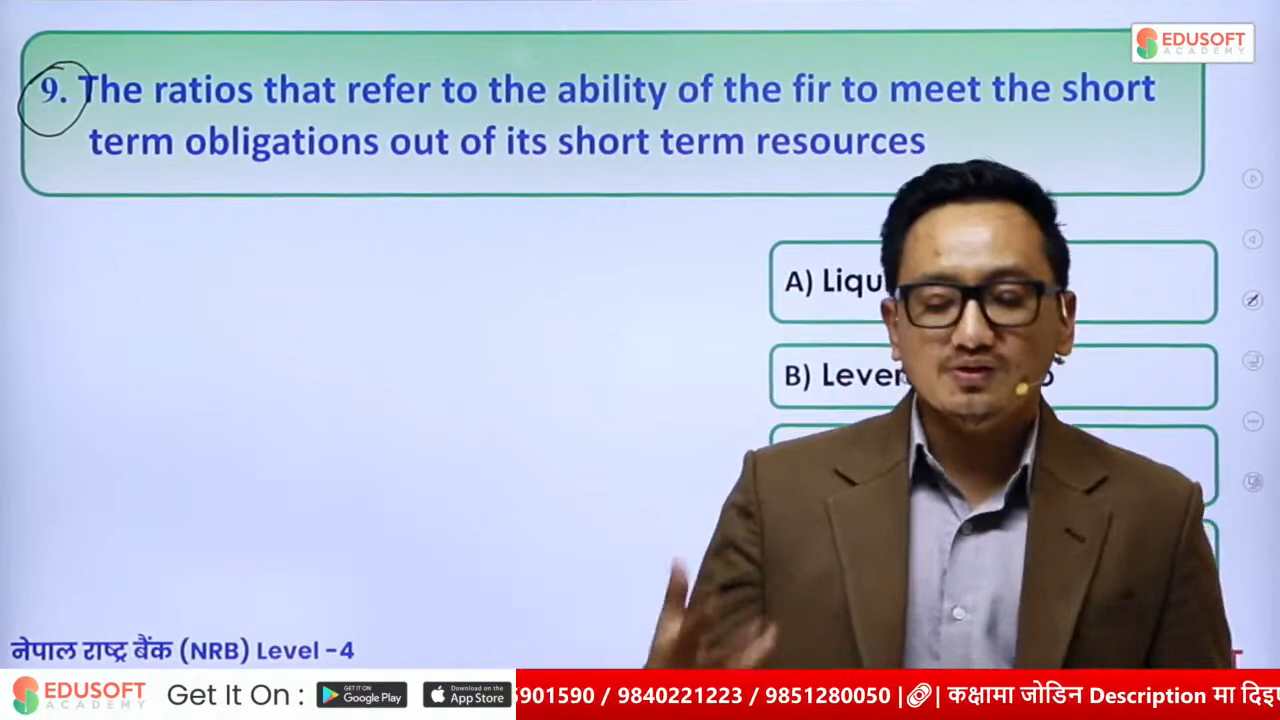 EDUSOFT
ACADEMY
9. The ratios that refer to the ability of the fir to meet the short
term obligations out of its short term resources
A) Liqu
B) Lever
नेपाल राष्ट्र बैंक (NRB) Level -4
EDUSOFT
ACADEMY
Get It On :
GET IT ON
Google Play
Download on the
App Store
901590 / 9840221223 / 9851280050 | | कक्षामा जोडिन Description मा दिइए